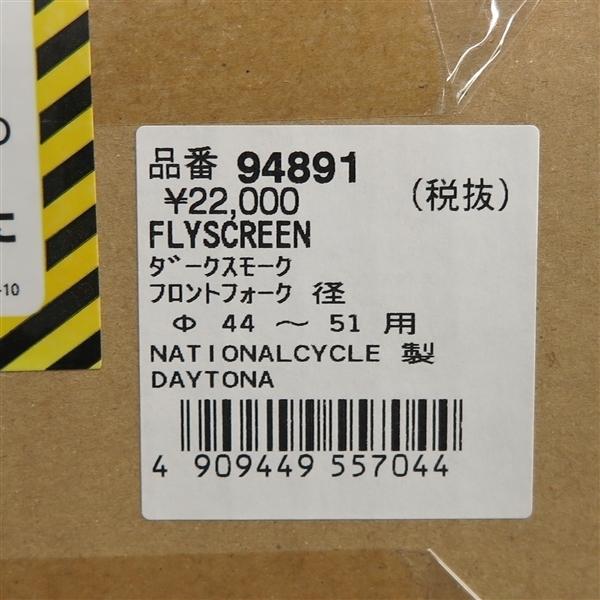 品番 94891
¥22,000 (税抜)
FLYSCREEN
ダークスモーク
フロントフォーク 径
Φ 44 ～ 51 用
NATIONALCYCLE 製
DAYTONA
4 909449 557044
-10